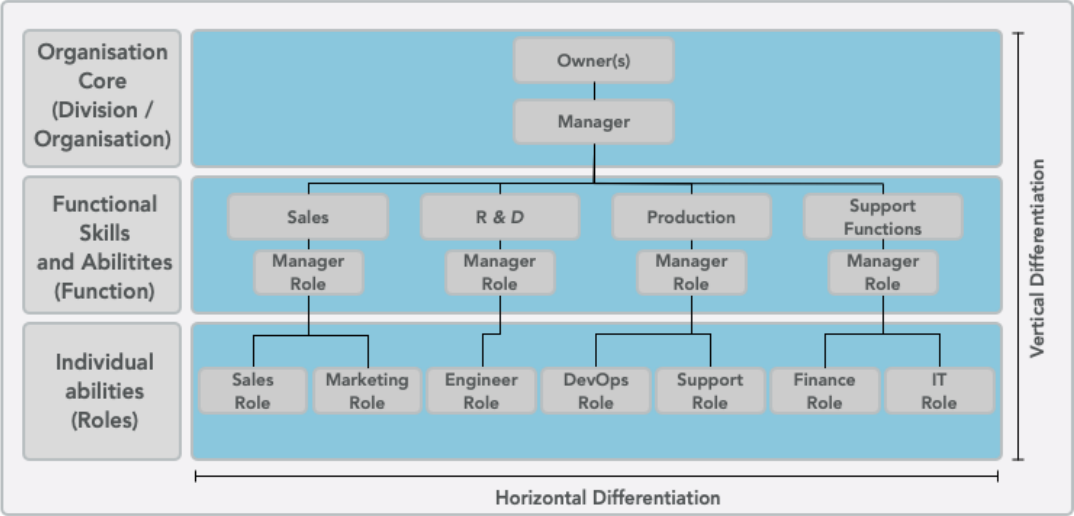 Organisation
Core
(Division /
Organisation)
Owner(s)
Manager
Functional
Skills
and Abilitites
(Function)
Sales
R & D
Production
Support
Functions
Manager
Role
Manager
Role
Manager
Role
Manager
Role
Individual
abilities
(Roles)
Sales
Role
Marketing
Role
Engineer
Role
DevOps
Role
Support
Role
Finance
Role
IT
Role
Vertical Differentiation
Horizontal Differentiation